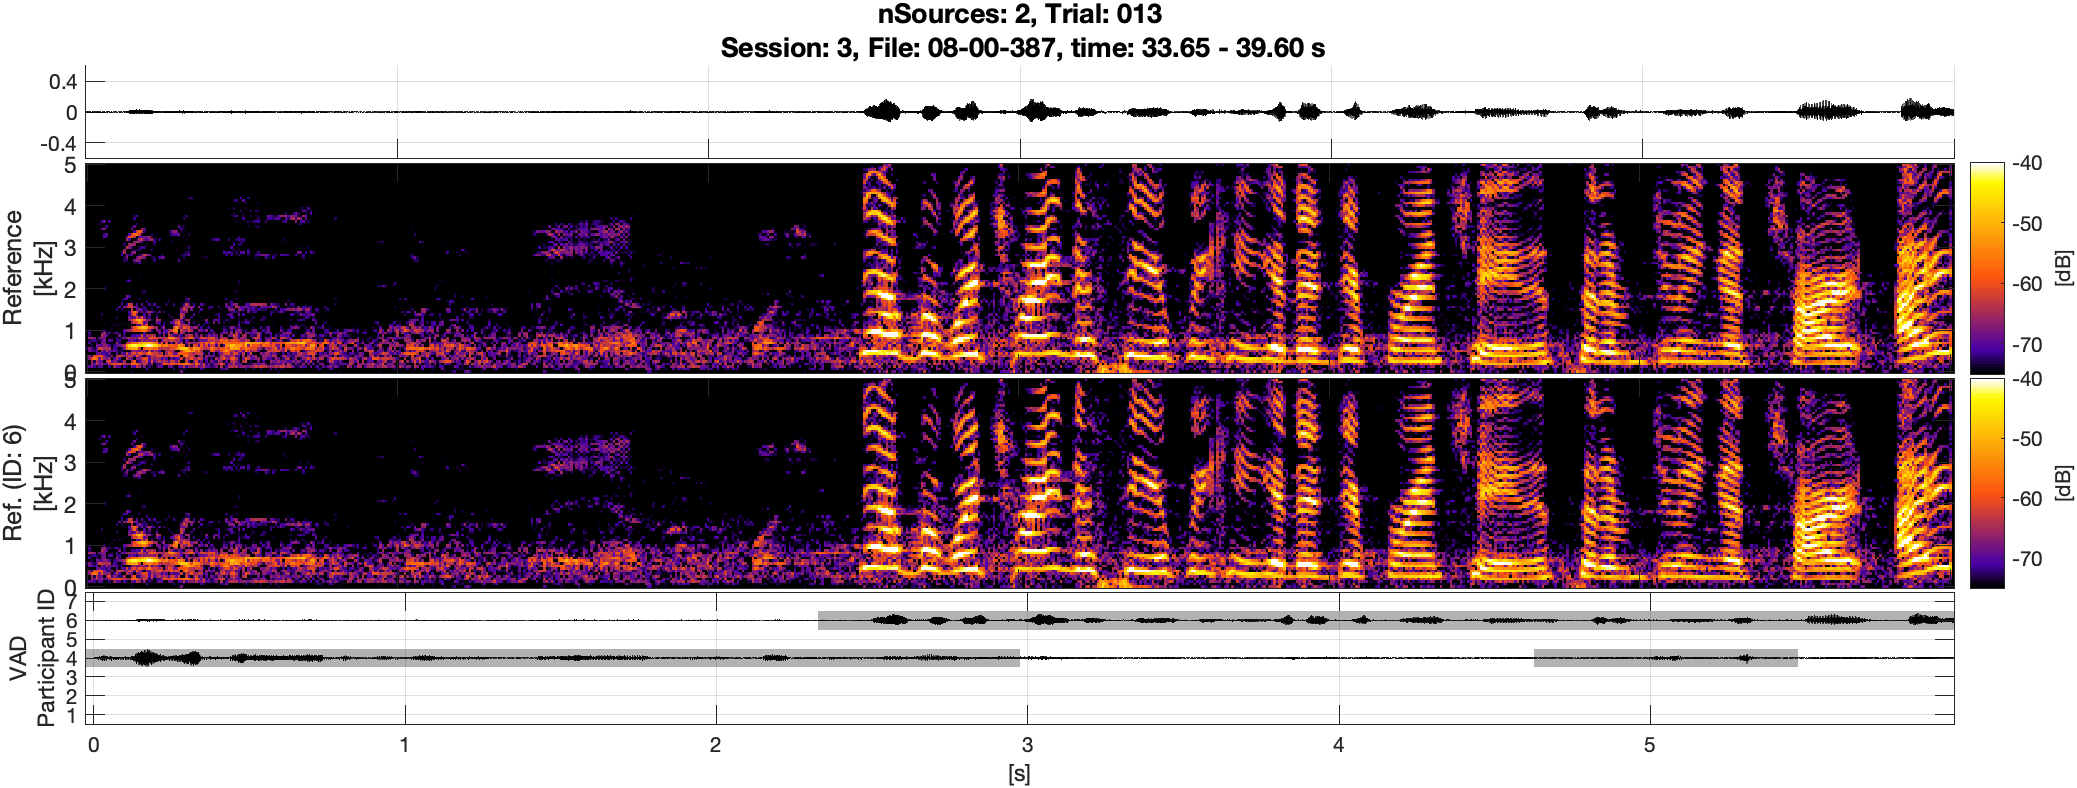 nSources: 2, Trial: 013
Session: 3, File: 08-00-387, time: 33.65 - 39.60 s
0.4
0
-0.4
Reference
[kHz]
5
4
3
2
1
0
-40
-50
-60
-70
[dB]
Ref. (ID: 6)
[kHz]
5
4
3
2
1
0
-40
-50
-60
-70
[dB]
VAD
Participant ID
7
6
5
4
3
2
1
0 1 2 3 4 5
[s]